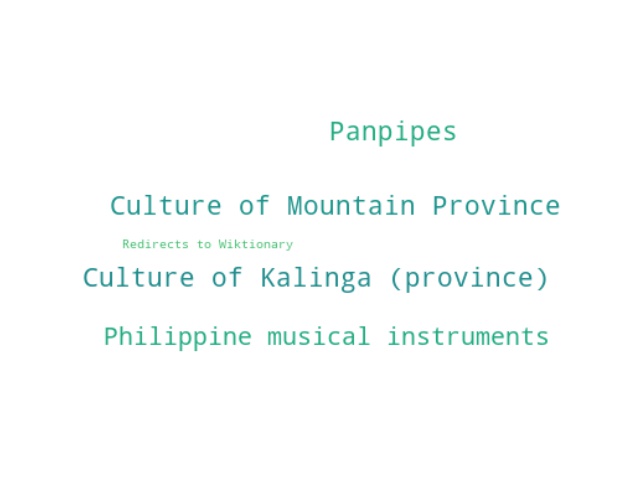 Panpipes
Culture of Mountain Province
Redirects to Wiktionary
Culture of Kalinga (province)
Philippine musical instruments